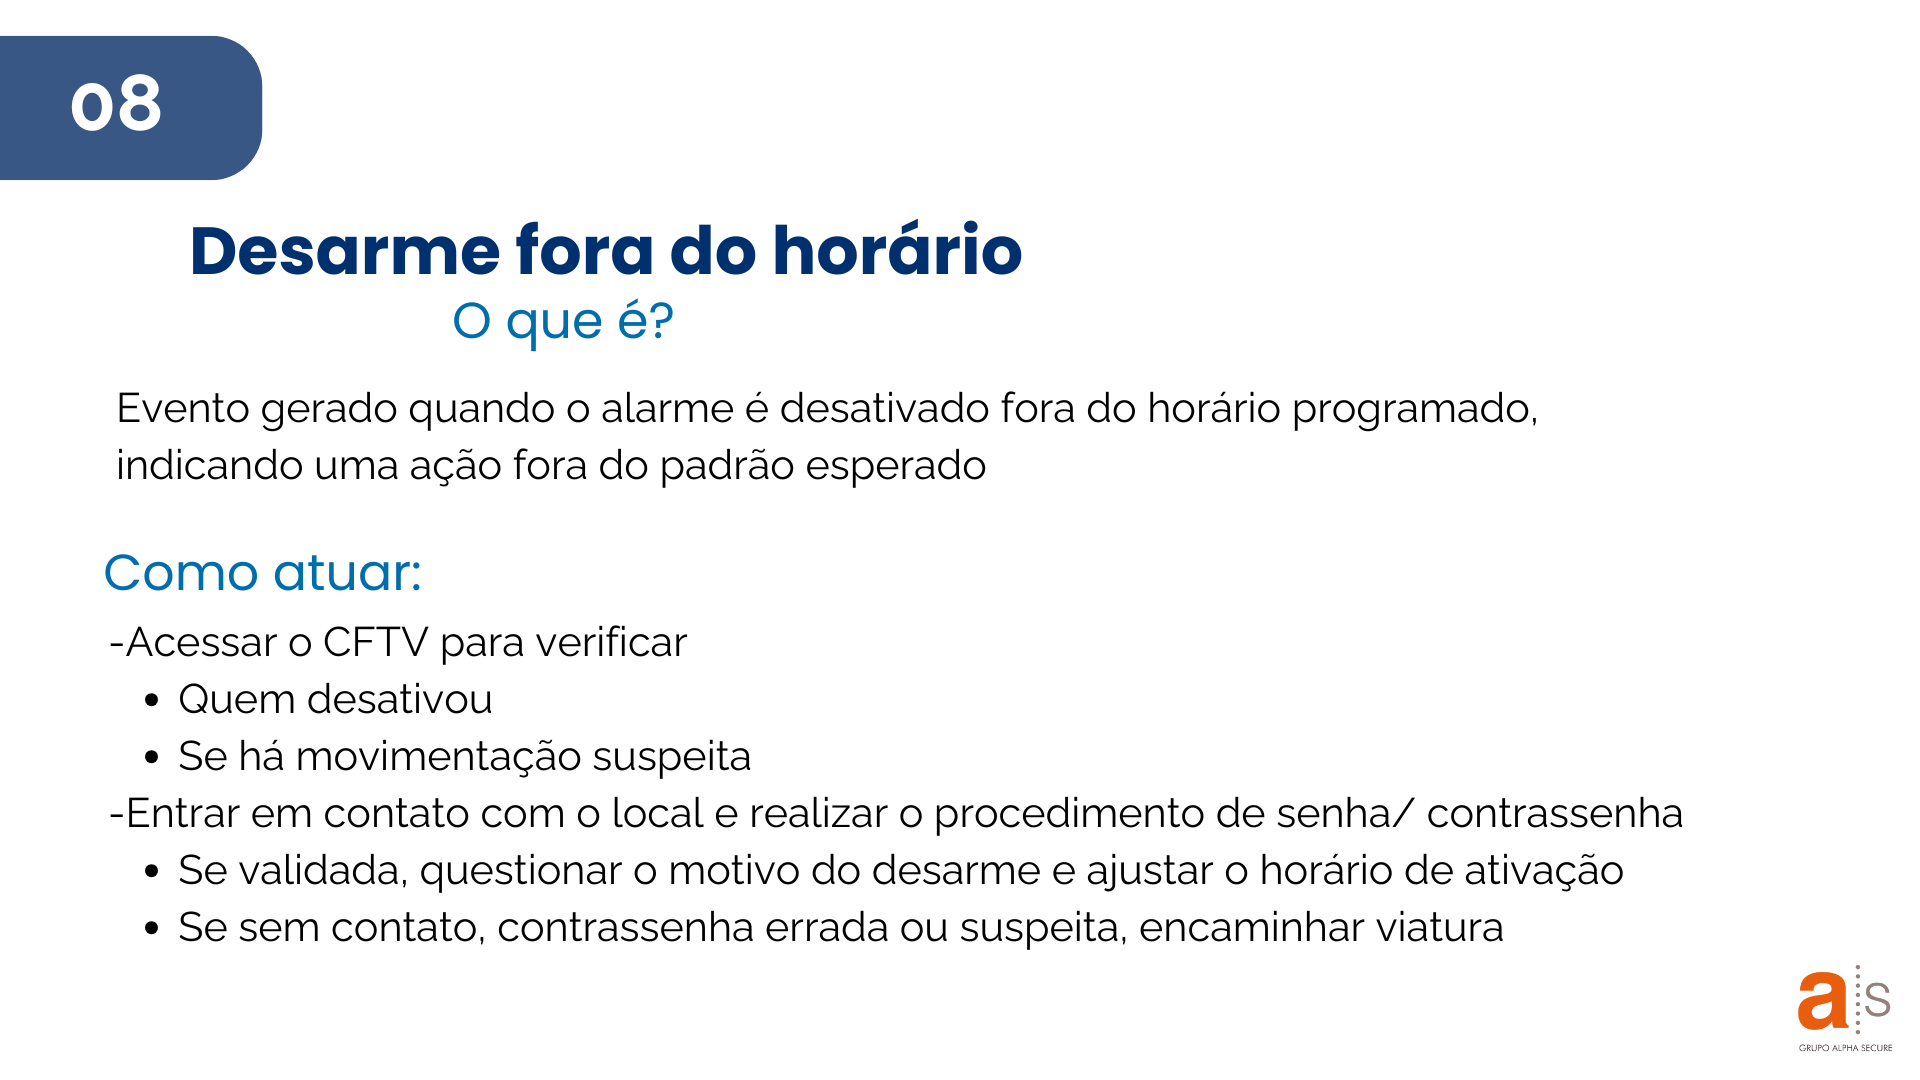 08
Desarme fora do horário
O que é?
Evento gerado quando o alarme é desativado fora do horário programado,
indicando uma ação fora do padrão esperado
Como atuar:
-Acessar o CFTV para verificar
• Quem desativou
• Se há movimentação suspeita
-Entrar em contato com o local e realizar o procedimento de senha/ contrassenha
• Se validada, questionar o motivo do desarme e ajustar o horário de ativação
• Se sem contato, contrassenha errada ou suspeita, encaminhar viatura
a s
GRUPO ALPHA SECURE